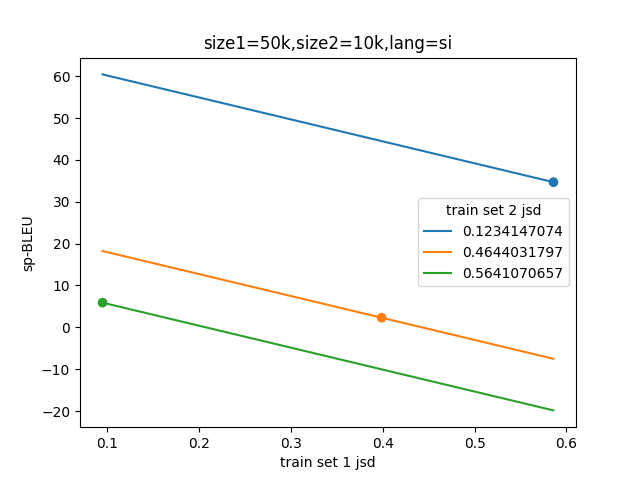 size1=50k,size2=10k,lang=si
sp-BLEU
60
50
40
30
20
10
0
−10
−20
train set 2 jsd
0.1234147074
0.4644031797
0.5641070657
0.1 0.2 0.3 0.4 0.5 0.6
train set 1 jsd